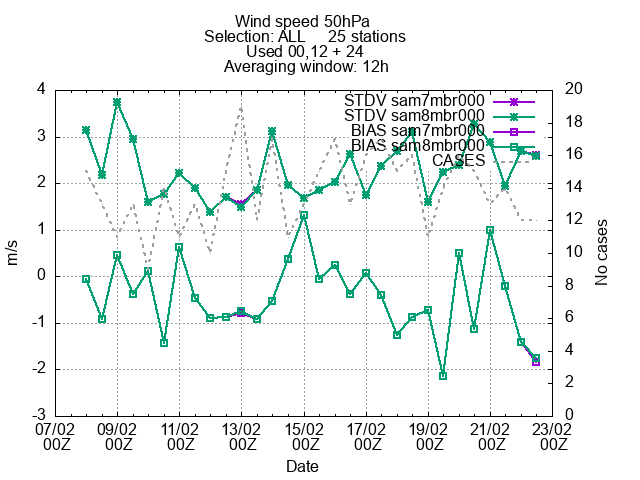 Wind speed 50hPa
Selection: ALL 25 stations
Used 00,12 + 24
Averaging window: 12h
STDV sam7mbr000
STDV sam8mbr000
BIAS sam7mbr000
BIAS sam8mbr000
CASES
4
3
2
1
0
-1
-2
-3
m/s
20
18
16
14
12
10
8
6
4
2
0
No cases
07/02 09/02 11/02 13/02 15/02 17/02 19/02 21/02 23/02
00Z 00Z 00Z 00Z 00Z 00Z 00Z 00Z 00Z
Date